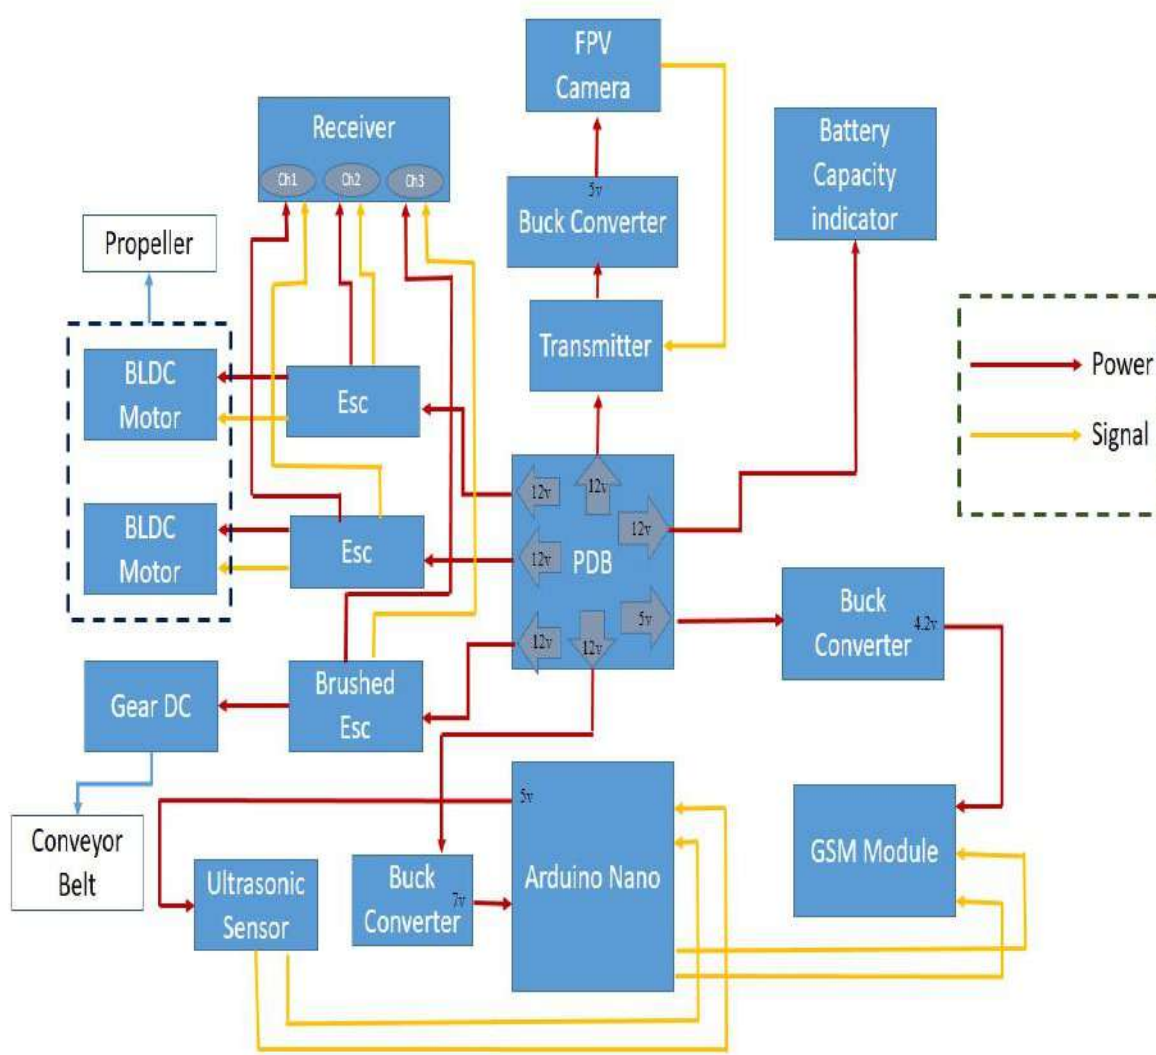 FPV
Camera
Receiver
Ch1
Ch2
Ch3
Battery
Capacity
indicator
5v
Buck Converter
Propeller
Transmitter
BLDC
Motor
Esc
Power
Signal
12v
12v
12v
BLDC
Motor
Esc
12v
PDB
12v
12v
5v
Buck
Converter
4.2v
Gear DC
Brushed
Esc
5v
Conveyor
Belt
Ultrasonic
Sensor
Buck
Converter
7v
Arduino Nano
GSM Module